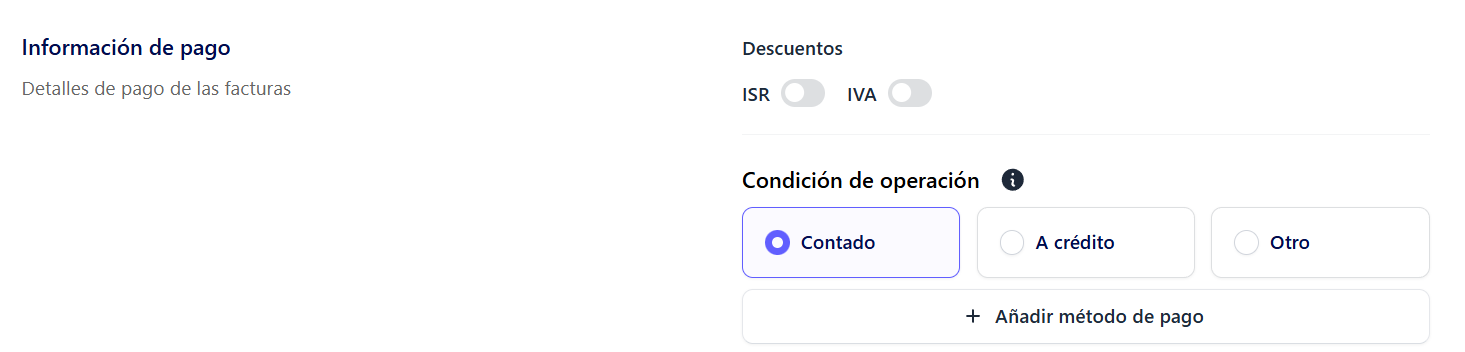 Información de pago
Detalles de pago de las facturas
Descuentos
ISR IVA
Condición de operación
Contado A crédito Otro
+ Añadir método de pago